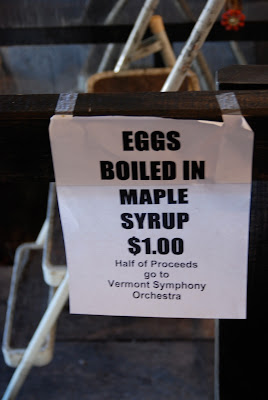 EGGS
BOILED IN
MAPLE
SYRUP
$1.00
Half of Proceeds
go to
Vermont Symphony
Orchestra